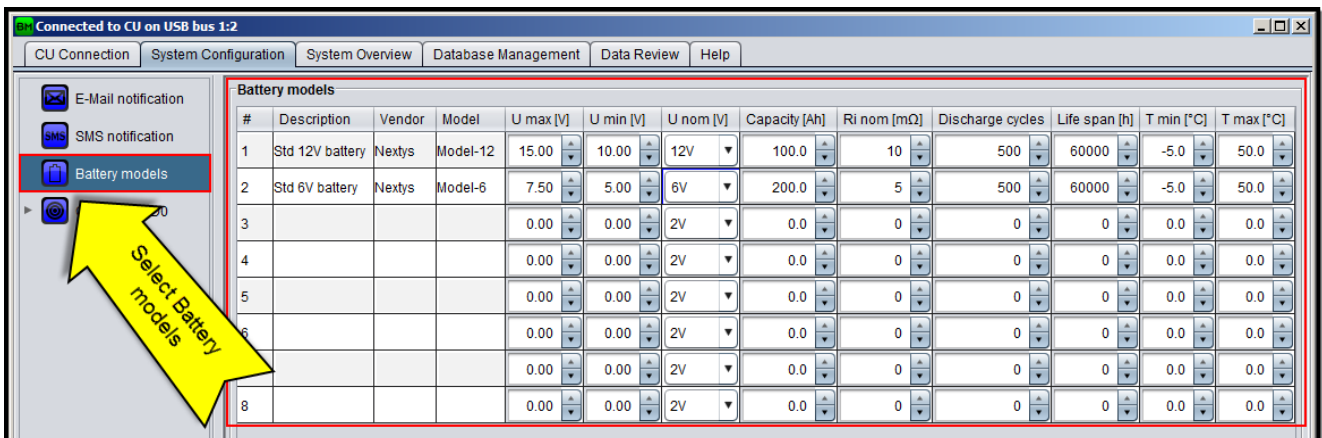 BM Connected to CU on USB bus 1:2
CU Connection System Configuration System Overview Database Management Data Review Help
E-Mail notification
SMS SMS notification
Battery models
Select Battery
models
Battery models
# Description Vendor Model U max [V] U min [V] U nom [V] Capacity [Ah] Ri nom [mΩ] Discharge cycles Life span [h] T min [°C] T max [°C]
1 Std 12V battery Nextys Model-12 15.00 10.00 12V 100.0 10 500 60000 -5.0 50.0
2 Std 6V battery Nextys Model-6 7.50 5.00 6V 200.0 5 500 60000 -5.0 50.0
3 0.00 0.00 2V 0.0 0 0 0 0.0 0.0
4 0.00 0.00 2V 0.0 0 0 0 0.0 0.0
5 0.00 0.00 2V 0.0 0 0 0 0.0 0.0
6 0.00 0.00 2V 0.0 0 0 0 0.0 0.0
0.00 0.00 2V 0.0 0 0 0 0.0 0.0
8 0.00 0.00 2V 0.0 0 0 0 0.0 0.0